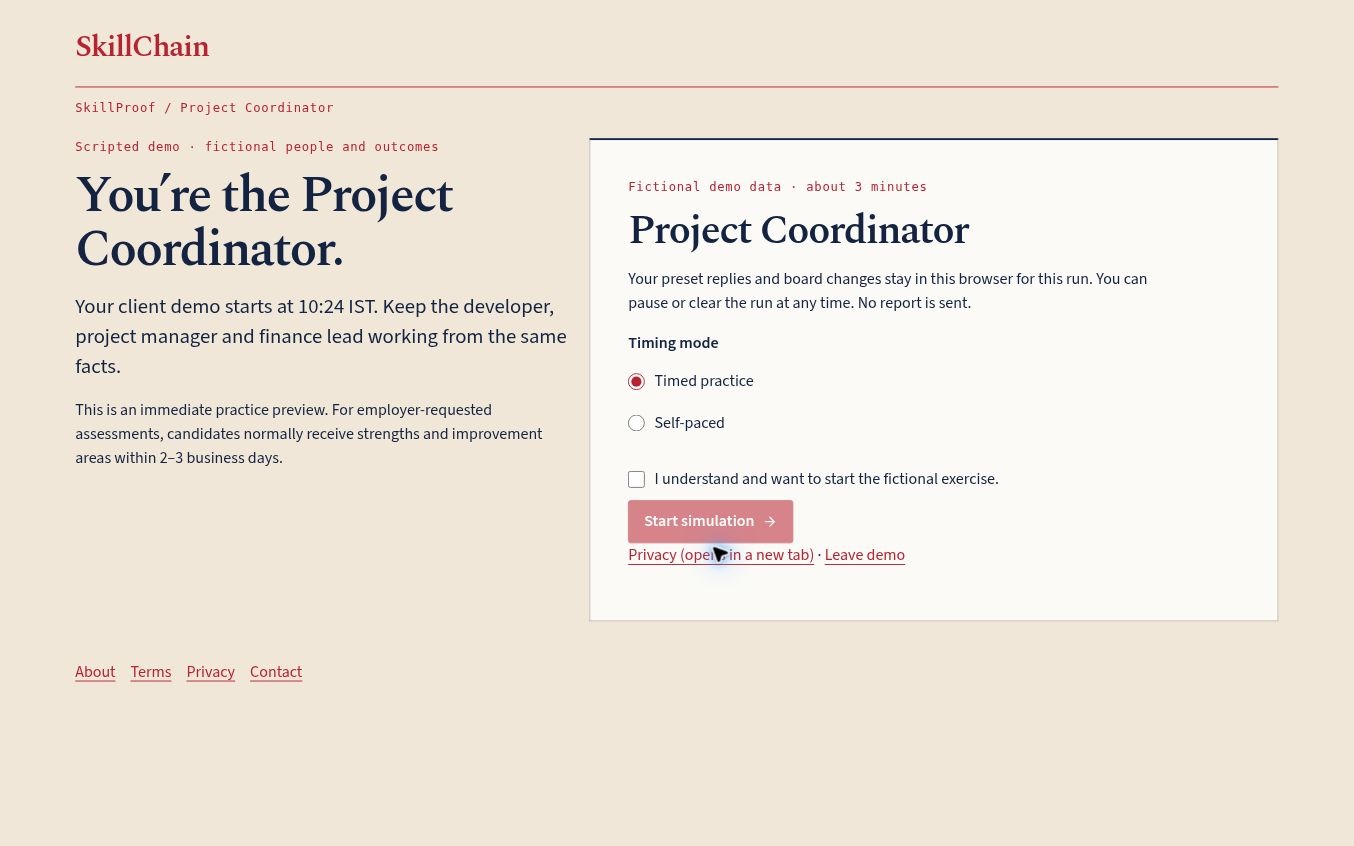 SkillChain
SkillProof / Project Coordinator
Scripted demo · fictional people and outcomes
You’re the Project
Coordinator.
Your client demo starts at 10:24 IST. Keep the developer,
project manager and finance lead working from the same
facts.
This is an immediate practice preview. For employer-requested
assessments, candidates normally receive strengths and improvement
areas within 2–3 business days.
Fictional demo data · about 3 minutes
Project Coordinator
Your preset replies and board changes stay in this browser for this run. You can
pause or clear the run at any time. No report is sent.
Timing mode
Timed practice
Self-paced
I understand and want to start the fictional exercise.
Start simulation →
Privacy (opens in a new tab) · Leave demo
About Terms Privacy Contact